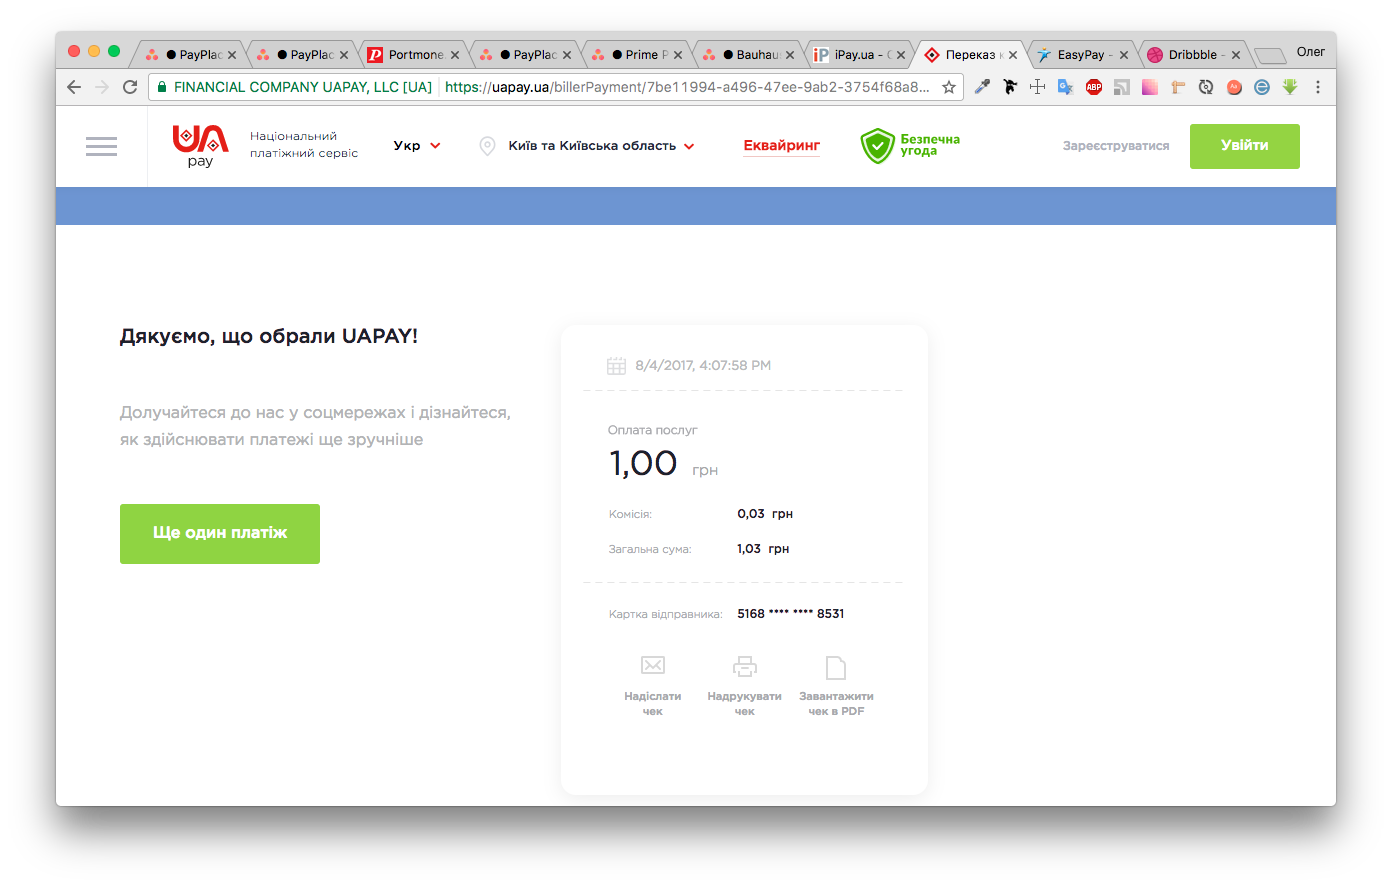 PayPlac
PayPlac
Portmone.
PayPlac
Prime P
Bauhau
iPay.ua - C
Переказ к
EasyPay -
Dribbble -
Олег
FINANCIAL COMPANY UAPAY, LLC [UA]
https://uapay.ua/billerPayment/7be11994-a496-47ee-9ab2-3754f68a8...
ABP
UA
pay
Національний
платіжний сервіс
Укр
Київ та Київська область
Еквайринг
Безпечна
угода
Зареєструватися
Увійти
Дякуємо, що обрали UAPAY!
Долучайтеся до нас у соцмережах і дізнайтеся,
як здійснювати платежі ще зручніше
Ще один платіж
8/4/2017, 4:07:58 PM
Оплата послуг
1,00 грн
Комісія: 0,03 грн
Загальна сума: 1,03 грн
Картка відправника: 5168 **** **** 8531
Надіслати
чек
Надрукувати
чек
Завантажити
чек в PDF